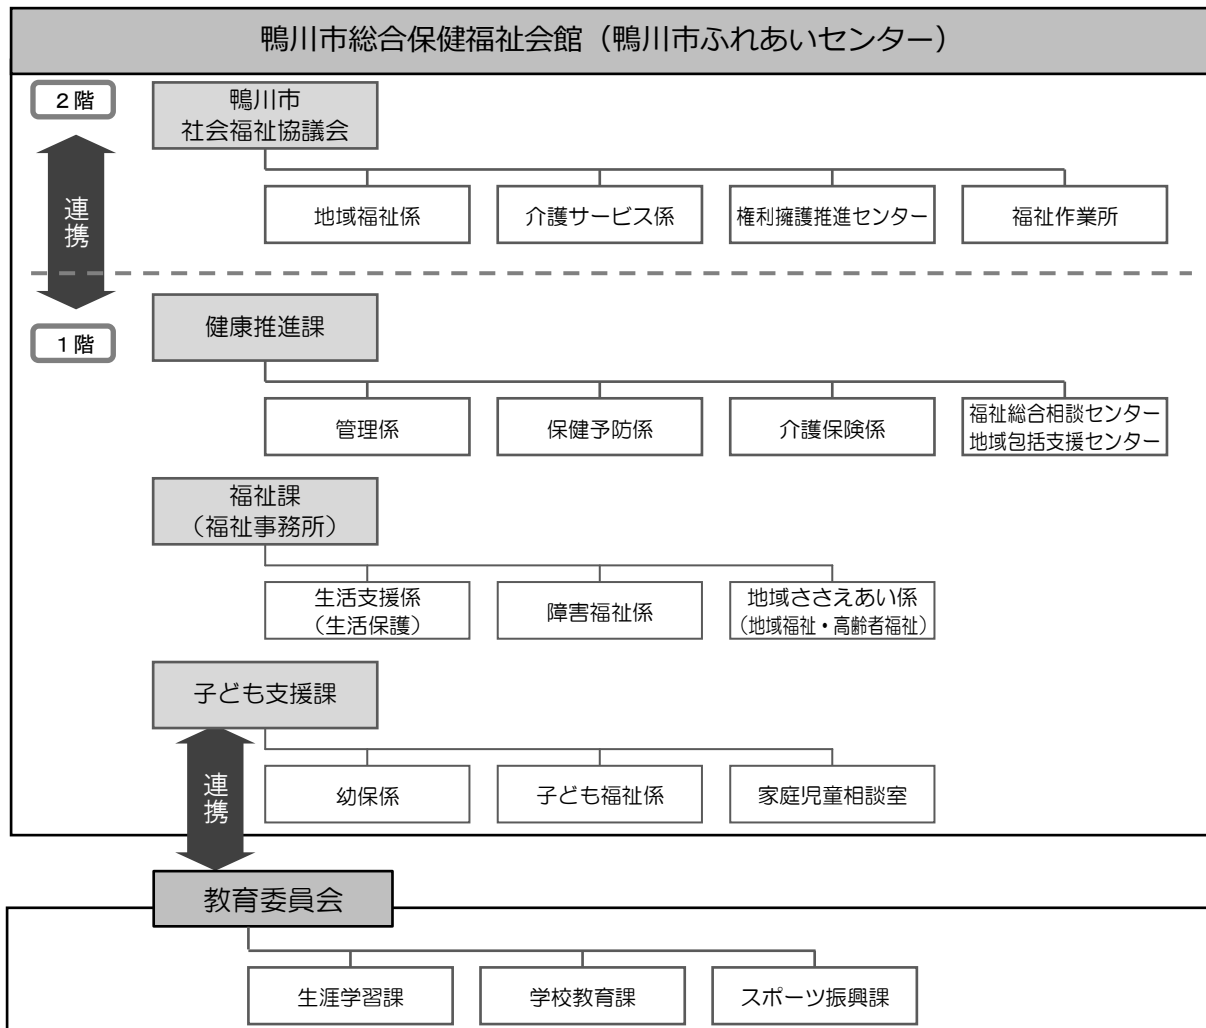 鴨川市総合保健福祉会館（鴨川市ふれあいセンター）
２階
鴨川市
社会福祉協議会
連携
地域福祉係
介護サービス係
権利擁護推進センター
福祉作業所
１階
健康推進課
管理係
保健予防係
介護保険係
福祉総合相談センター
地域包括支援センター
福祉課
（福祉事務所）
生活支援係
（生活保護）
障害福祉係
地域ささえあい係
（地域福祉・高齢者福祉）
子ども支援課
連携
幼保係
子ども福祉係
家庭児童相談室
教育委員会
生涯学習課
学校教育課
スポーツ振興課